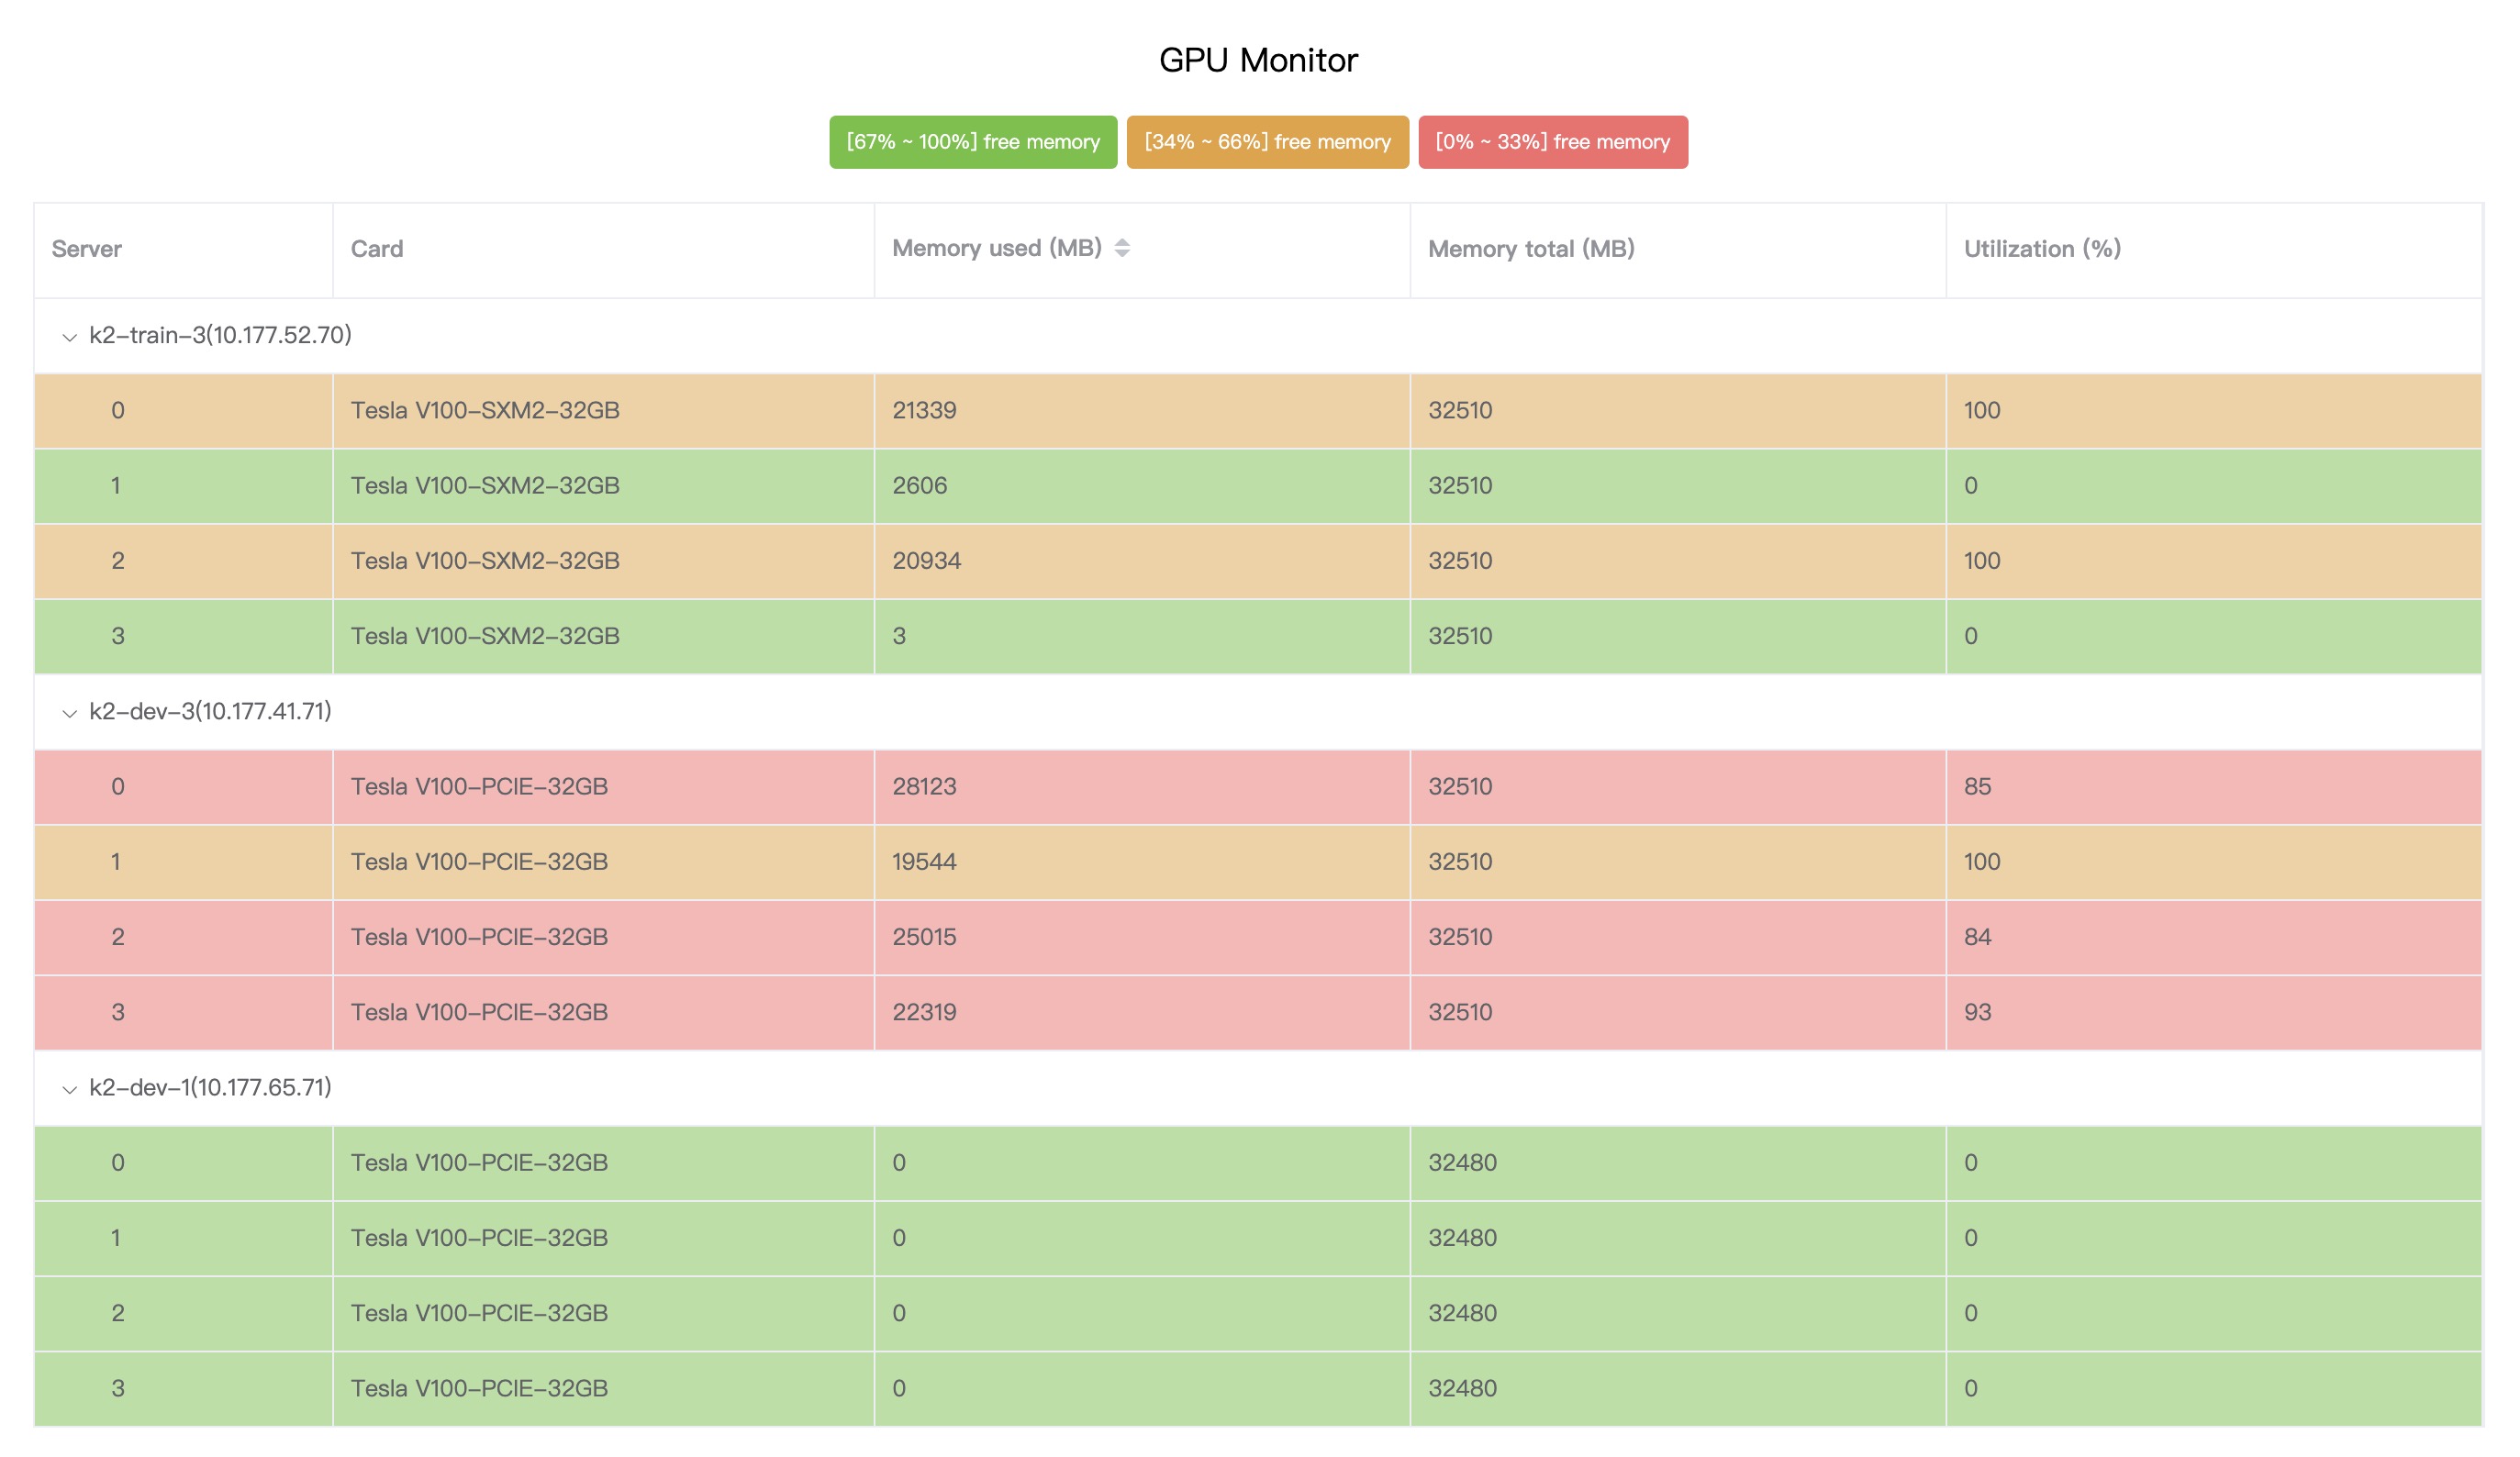 GPU Monitor
[67% ~ 100%] free memory [34% ~ 66%] free memory [0% ~ 33%] free memory
Server Card Memory used (MB) Memory total (MB) Utilization (%)
k2-train-3(10.177.52.70)
0 Tesla V100-SXM2-32GB 21339 32510 100
1 Tesla V100-SXM2-32GB 2606 32510 0
2 Tesla V100-SXM2-32GB 20934 32510 100
3 Tesla V100-SXM2-32GB 3 32510 0
k2-dev-3(10.177.41.71)
0 Tesla V100-PCIE-32GB 28123 32510 85
1 Tesla V100-PCIE-32GB 19544 32510 100
2 Tesla V100-PCIE-32GB 25015 32510 84
3 Tesla V100-PCIE-32GB 22319 32510 93
k2-dev-1(10.177.65.71)
0 Tesla V100-PCIE-32GB 0 32480 0
1 Tesla V100-PCIE-32GB 0 32480 0
2 Tesla V100-PCIE-32GB 0 32480 0
3 Tesla V100-PCIE-32GB 0 32480 0